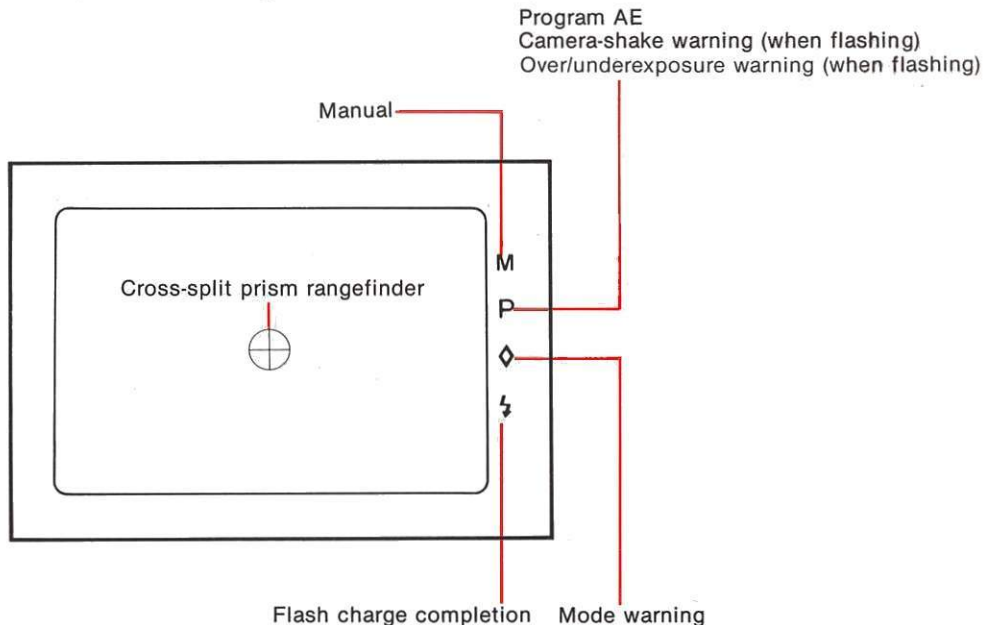 Program AE
Camera-shake warning (when flashing)
Over/underexposure warning (when flashing)
Manual
M
Cross-split prism rangefinder
P
Flash charge completion
Mode warning